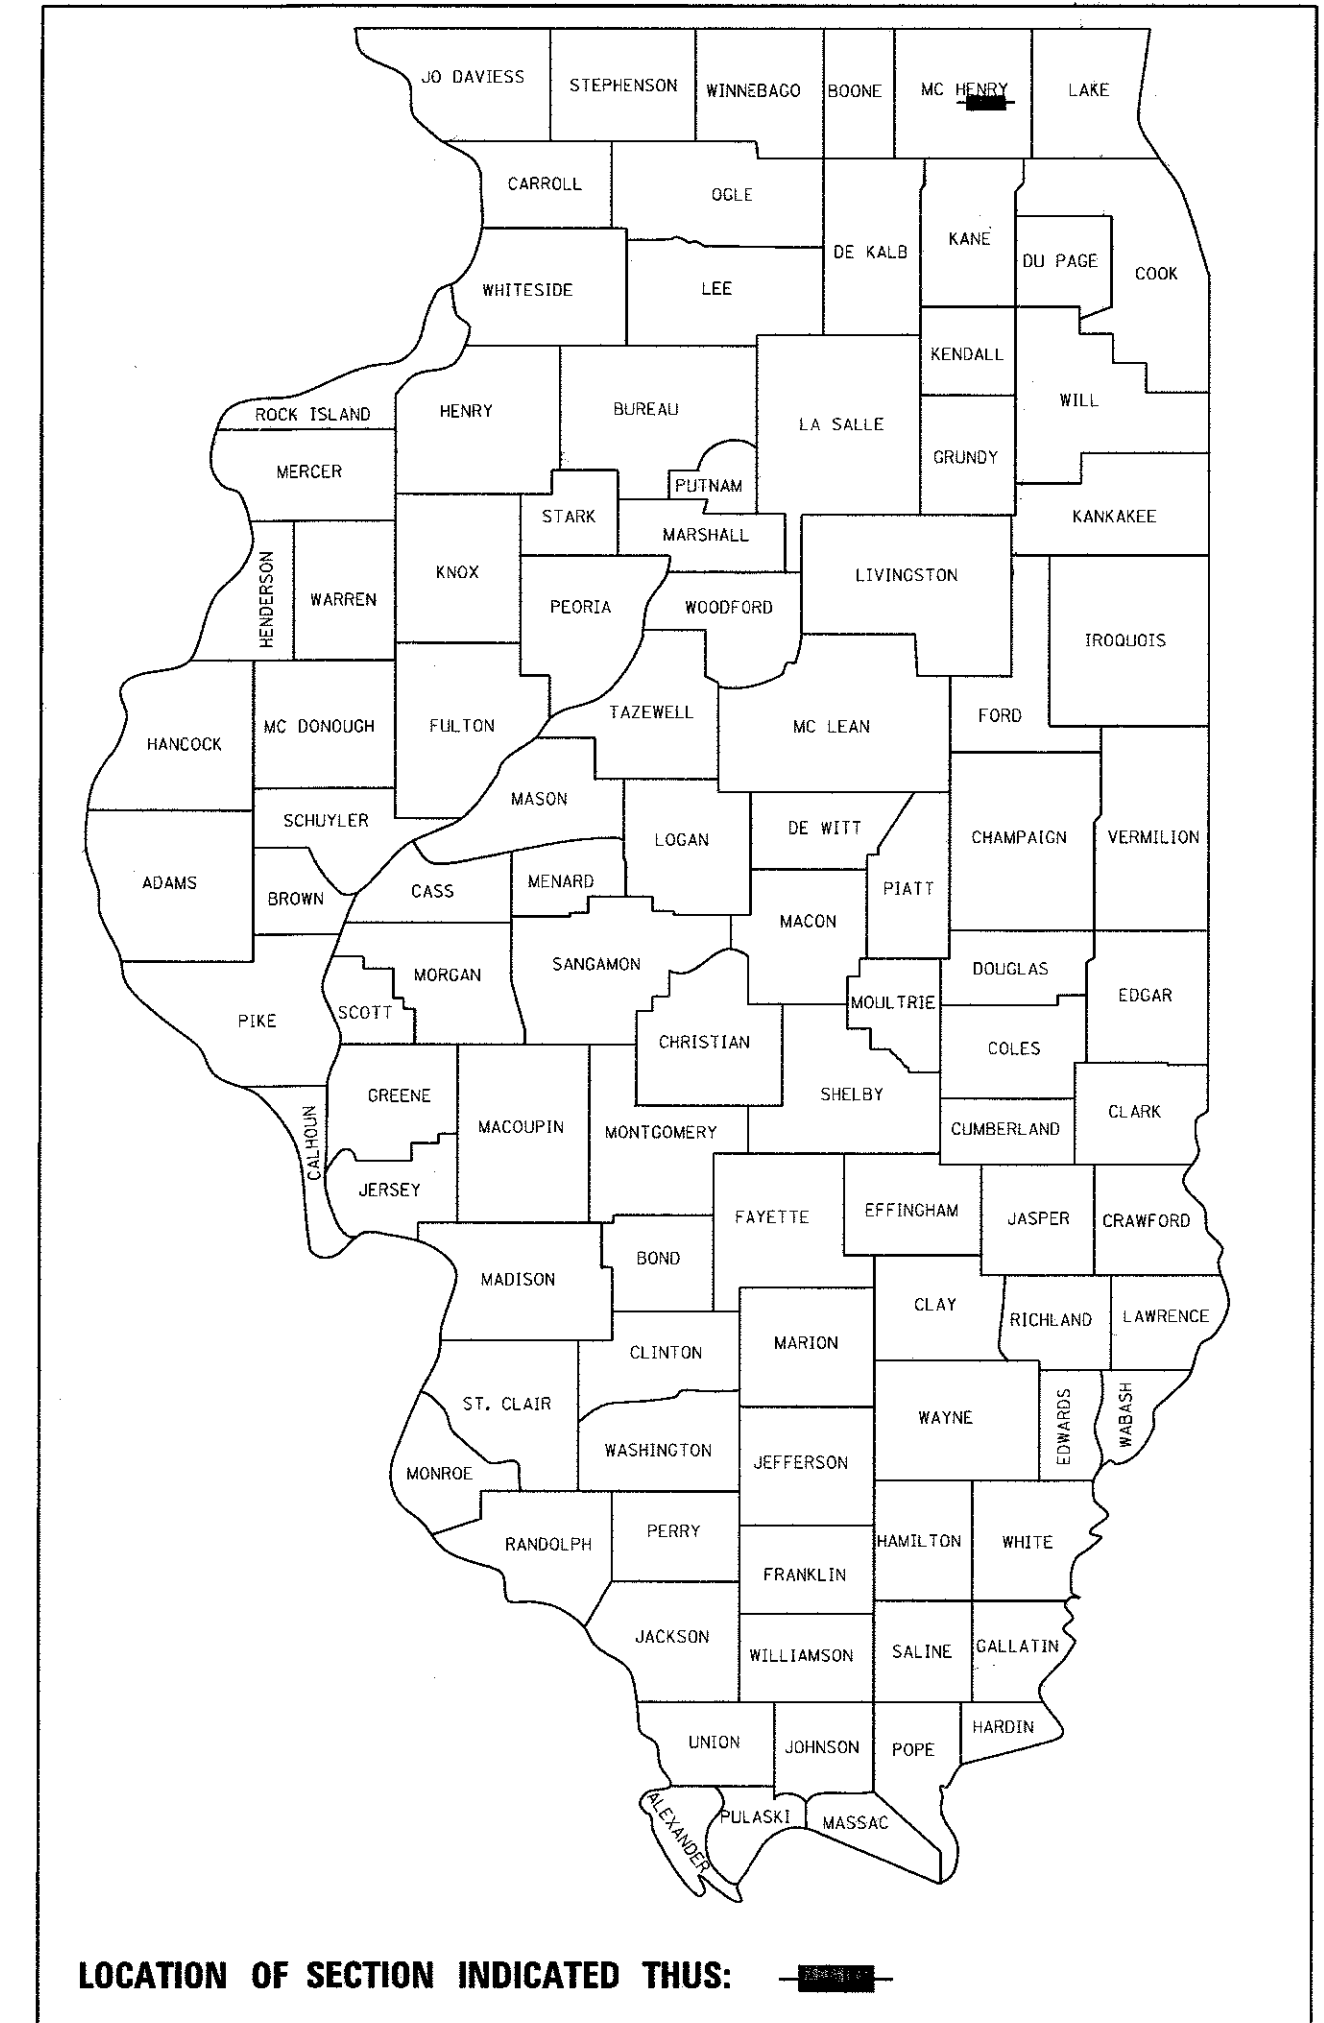 JO DAVIESS
STEPHENSON
WINNEBAGO
BOONE
MC HENRY
LAKE
CARROLL
OGLE
DE KALB
KANE
DU PAGE
COOK
WHITESIDE
LEE
KENDALL
ROCK ISLAND
HENRY
BUREAU
LA SALLE
WILL
MERCER
PUTNAM
GRUNDY
STARK
MARSHALL
KANKAKEE
HENDERSON
WARREN
KNOX
PEORIA
WOODFORD
LIVINGSTON
IROQUOIS
HANCOCK
MC DONOUGH
FULTON
TAZEWELL
MC LEAN
FORD
SCHUYLER
MASON
LOGAN
DE WITT
CHAMPAIGN
VERMILION
ADAMS
BROWN
CASS
MENARD
PIATT
MACON
PIKE
SCOTT
MORGAN
SANGAMON
DOUGLAS
EDGAR
MOULTRIE
CHRISTIAN
COLES
CALHOUN
GREENE
MACOUPIN
MONTGOMERY
SHELBY
CUMBERLAND
CLARK
JERSEY
FAYETTE
EFFINGHAM
JASPER
CRAWFORD
MADISON
BOND
CLAY
RICHLAND
LAWRENCE
CLINTON
MARION
ST. CLAIR
WAYNE
EDWARDS
WABASH
MONROE
WASHINGTON
JEFFERSON
RANDOLPH
PERRY
FRANKLIN
HAMILTON
WHITE
JACKSON
WILLIAMSON
SALINE
GALLATIN
UNION
JOHNSON
POPE
HARDIN
ALEXANDER
PULASKI
MASSAC
LOCATION OF SECTION INDICATED THUS: